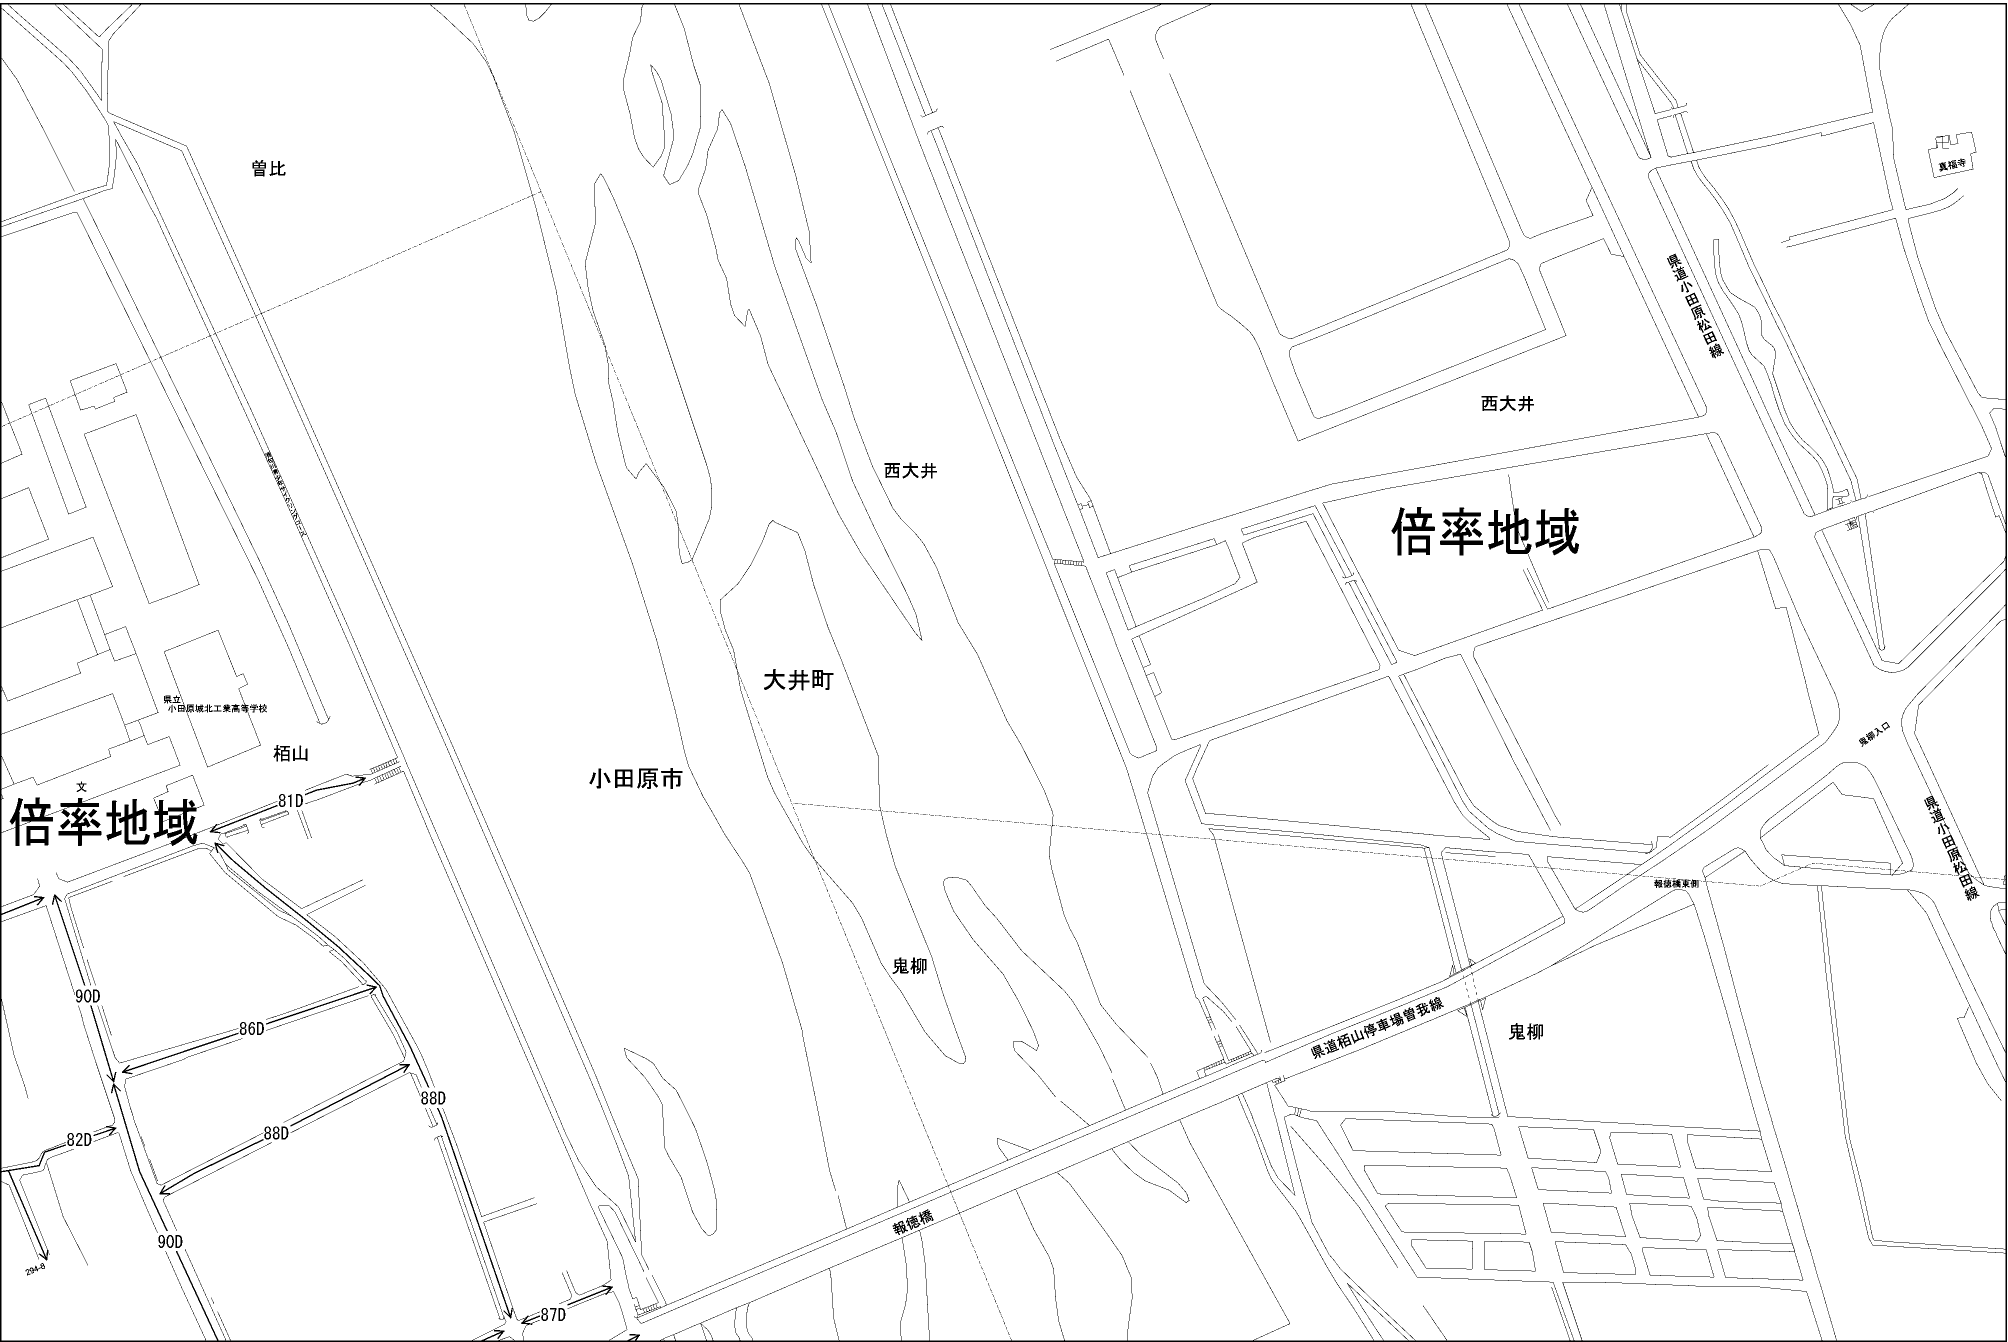 曽比
真福寺
県道小田原松田線
西大井
西大井
倍率地域
大井町
県立
小田原城北工業高等学校
栢山
小田原市
文
81D
倍率地域
鬼柳入口
県道小田原松田線
報徳橋東側
鬼柳
90D
86D
県道栢山停車場曽我線
鬼柳
88D
88D
82D
報徳橋
90D
294-8
87D